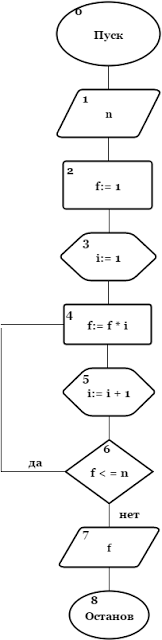 0
Пуск
1
n
2
f:= 1
3
i:= 1
4
f:= f * i
5
i:= i + 1
6
f < = n
да
нет
7
f
8
Останов